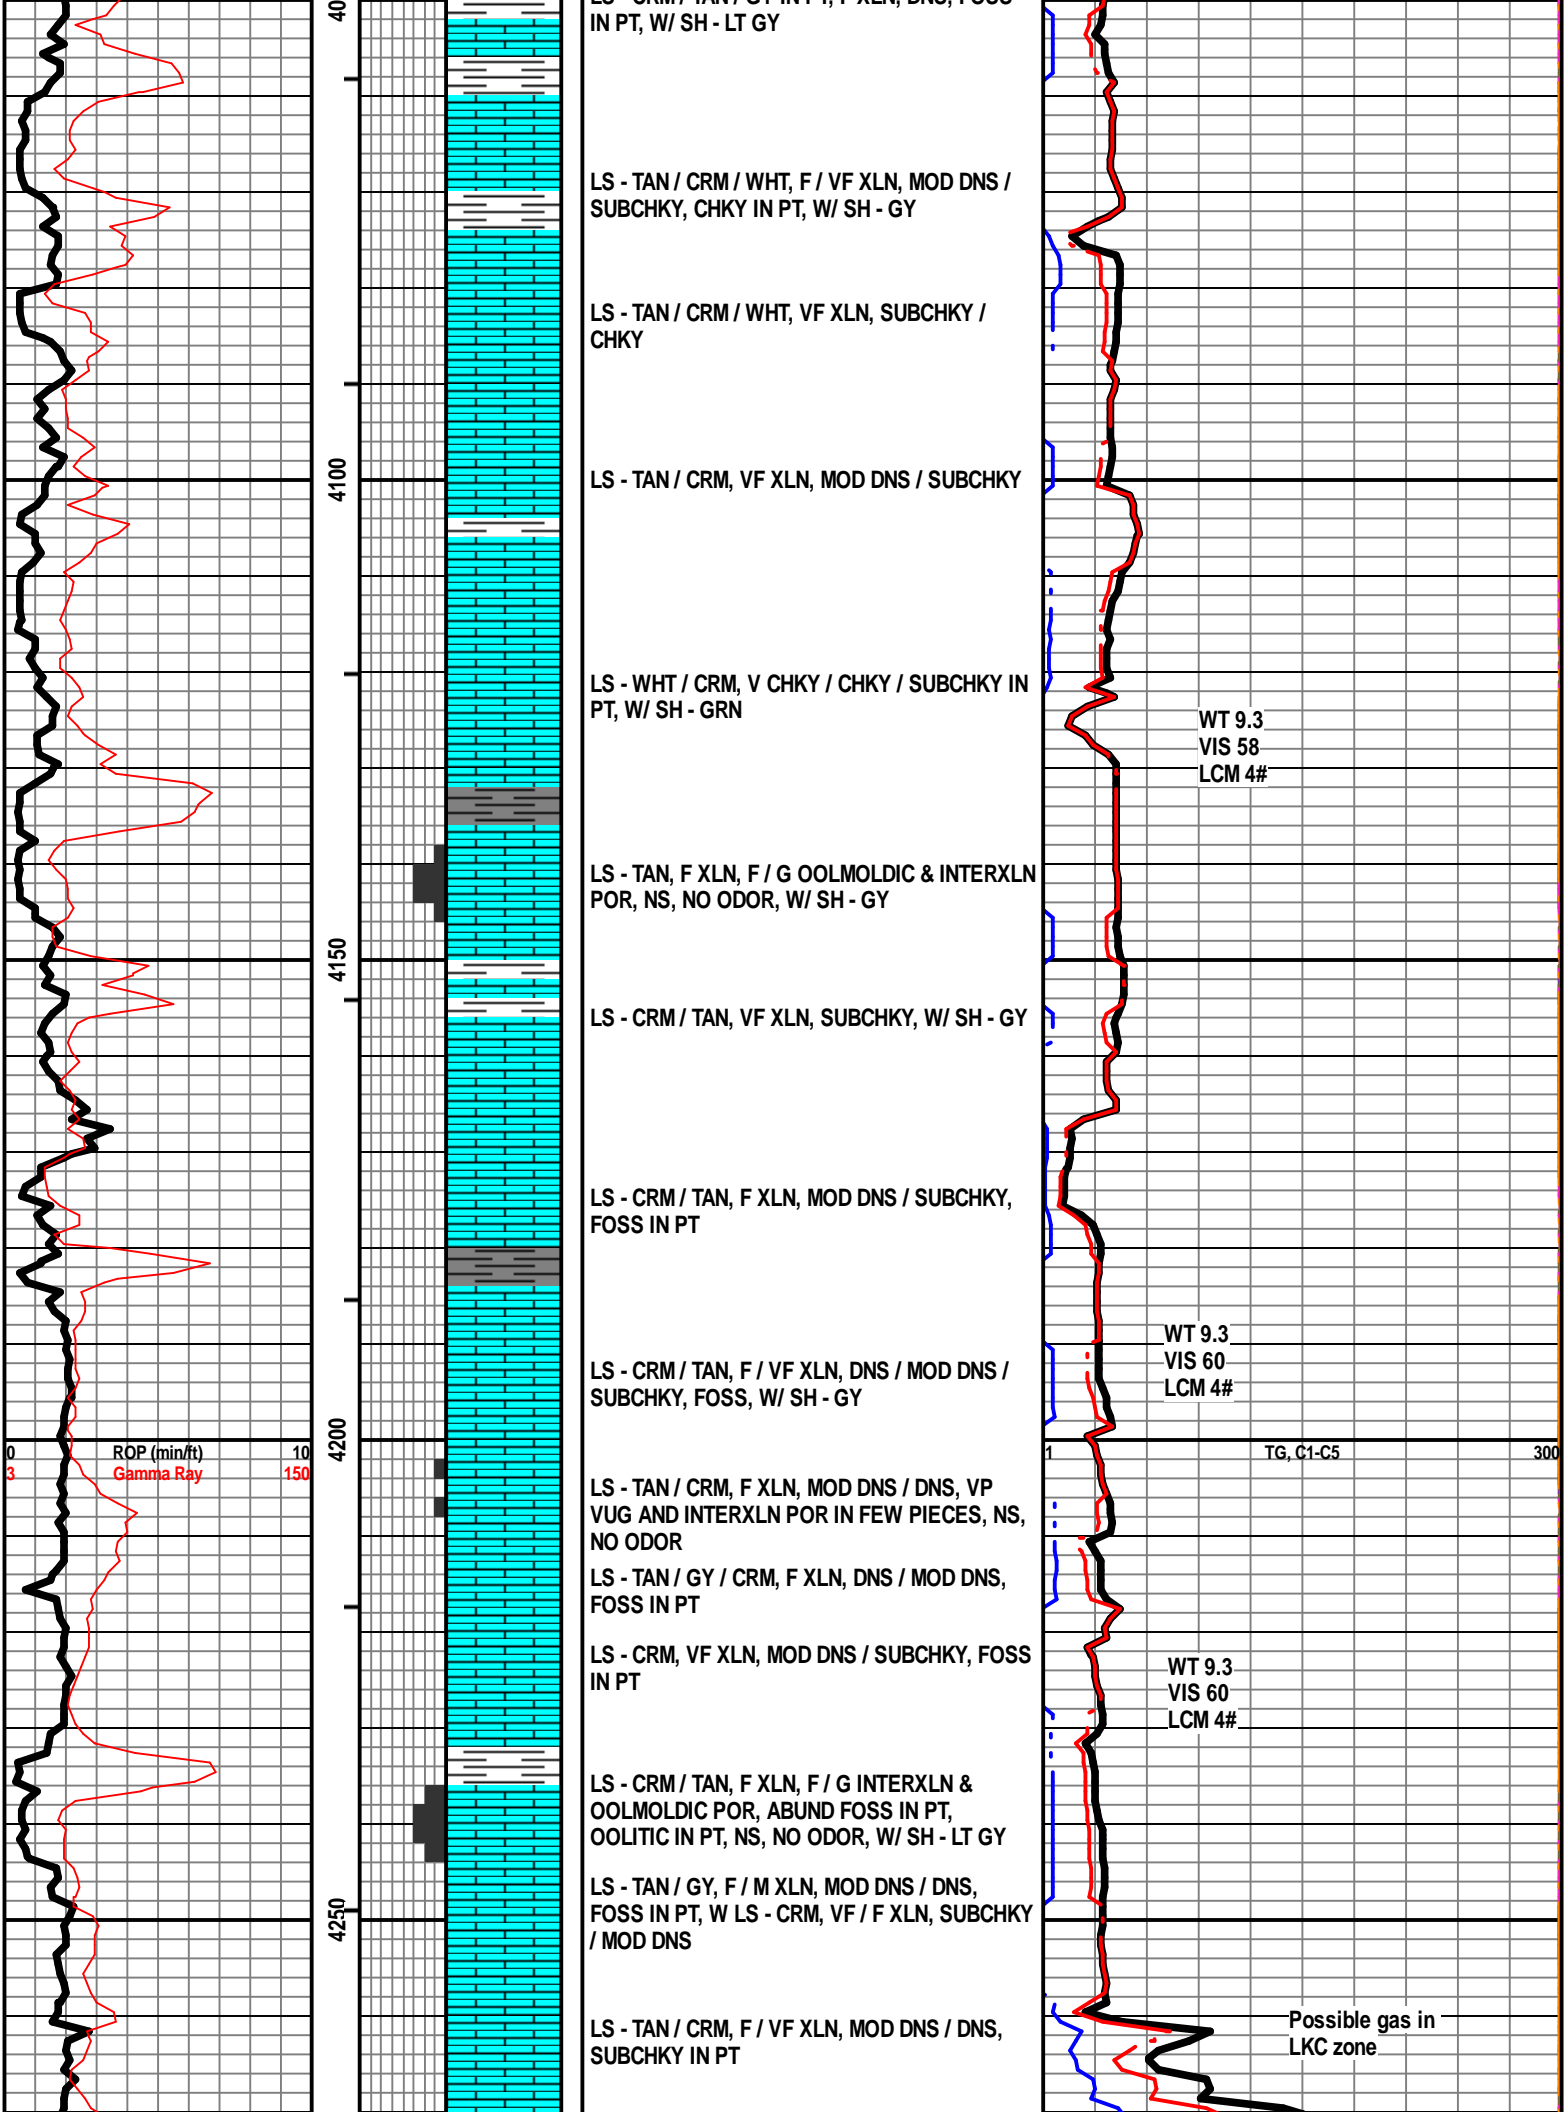 40
IN PT, W/ SH - LT GY
LS - TAN / CRM / WHT, F / VF XLN, MOD DNS /
SUBCHKY, CHKY IN PT, W/ SH - GY
LS - TAN / CRM / WHT, VF XLN, SUBCHKY /
CHKY
4100
LS - TAN / CRM, VF XLN, MOD DNS / SUBCHKY
LS - WHT / CRM, V CHKY / CHKY / SUBCHKY IN
PT, W/ SH - GRN
WT 9.3
VIS 58
LCM 4#
LS - TAN, F XLN, F / G OOLMOLDIC & INTERXLN
POR, NS, NO ODOR, W/ SH - GY
4150
LS - CRM / TAN, VF XLN, SUBCHKY, W/ SH - GY
LS - CRM / TAN, F XLN, MOD DNS / SUBCHKY,
FOSS IN PT
WT 9.3
VIS 60
LCM 4#
LS - CRM / TAN, F / VF XLN, DNS / MOD DNS /
SUBCHKY, FOSS, W/ SH - GY
4200
0 ROP (min/ft) 10
3 Gamma Ray 150
1 TG, C1-C5 300
LS - TAN / CRM, F XLN, MOD DNS / DNS, VP
VUG AND INTERXLN POR IN FEW PIECES, NS,
NO ODOR
LS - TAN / GY / CRM, F XLN, DNS / MOD DNS,
FOSS IN PT
LS - CRM, VF XLN, MOD DNS / SUBCHKY, FOSS
IN PT
WT 9.3
VIS 60
LCM 4#
LS - CRM / TAN, F XLN, F / G INTERXLN &
OOLMOLDIC POR, ABUND FOSS IN PT,
OOLITIC IN PT, NS, NO ODOR, W/ SH - LT GY
LS - TAN / GY, F / M XLN, MOD DNS / DNS,
FOSS IN PT, W LS - CRM, VF / F XLN, SUBCHKY
/ MOD DNS
4250
LS - TAN / CRM, F / VF XLN, MOD DNS / DNS,
SUBCHKY IN PT
Possible gas in
LKC zone